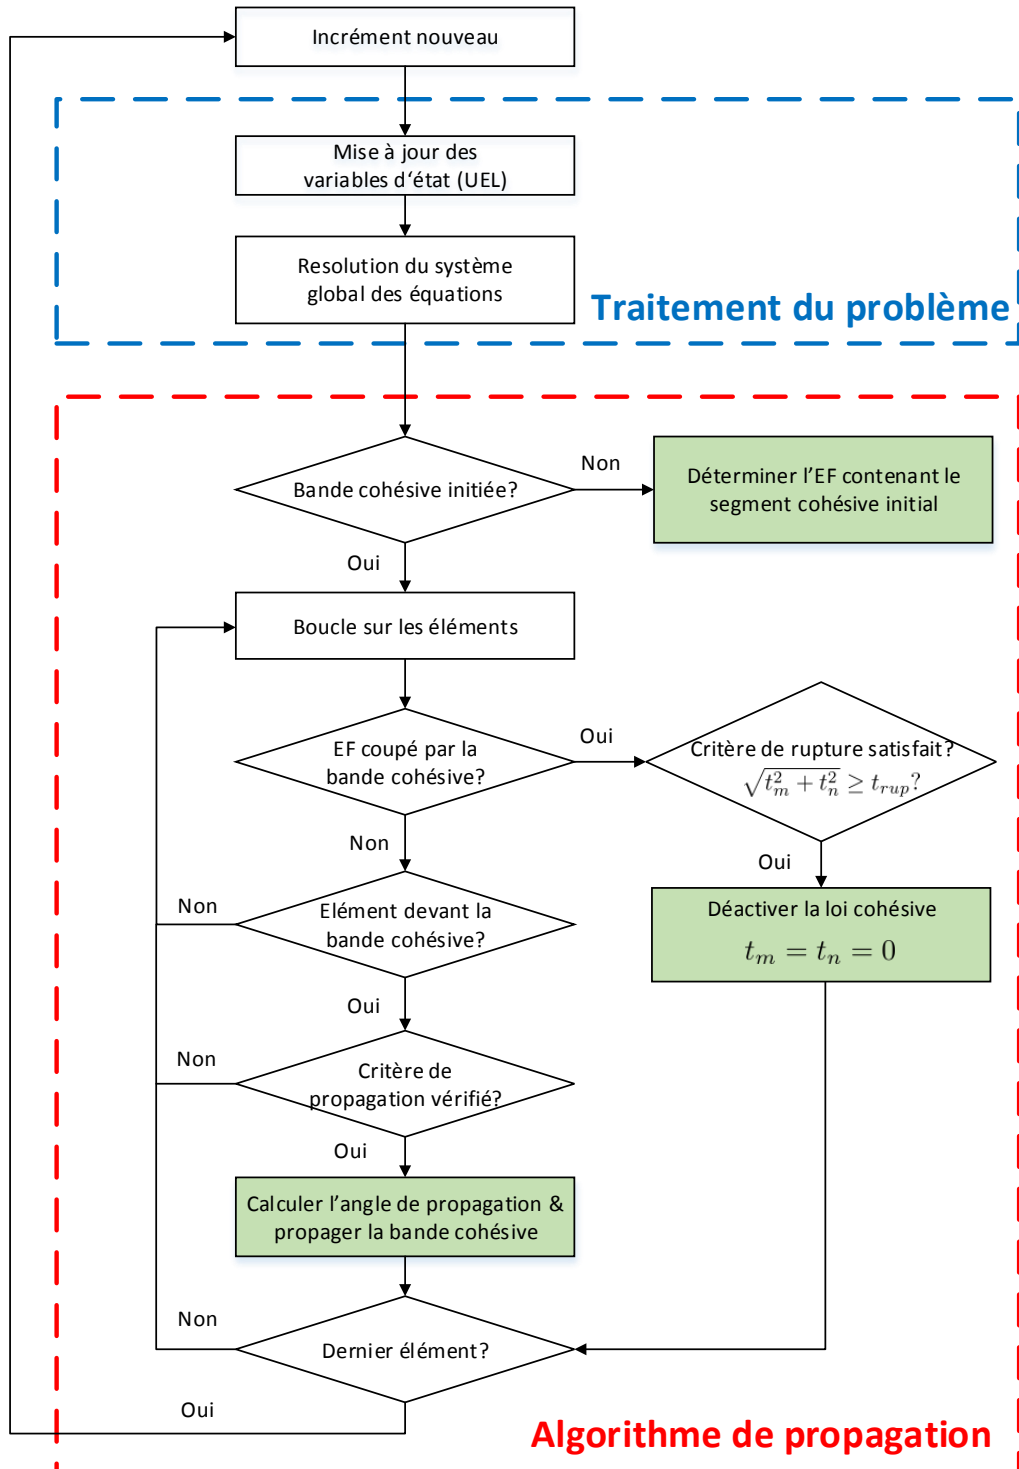 Incrément nouveau
Mise à jour des
variables d‘état (UEL)
Resolution du système
global des équations
Traitement du problème
Bande cohésive initiée?
Non
Déterminer l’EF contenant le
segment cohésive initial
Oui
Boucle sur les éléments
EF coupé par la
bande cohésive?
Oui
Critère de rupture satisfait?
$\sqrt{t_m^2 + t_n^2} \geq t_{rup}$?
Non
Oui
Déactiver la loi cohésive
$t_m = t_n = 0$
Non
Elément devant la
bande cohésive?
Oui
Non
Critère de
propagation vérifié?
Oui
Calculer l’angle de propagation &
propager la bande cohésive
Non
Dernier élément?
Oui
Algorithme de propagation